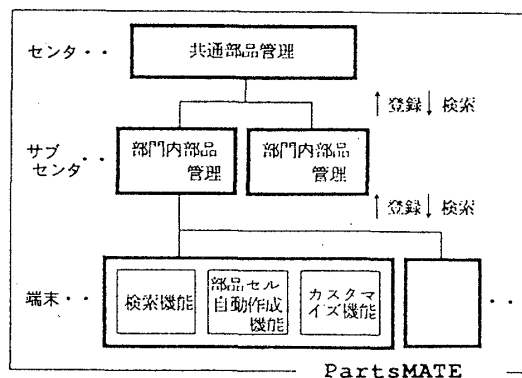 センタ・・
共通部品管理
↑登録↓検索
サブ
センタ・・
部門内部品
管理
部門内部品
管理
↑登録↓検索
端末・・
検索機能
部品セル
自動作成
機能
カスタマ
イズ機能
・・
PartsMATE